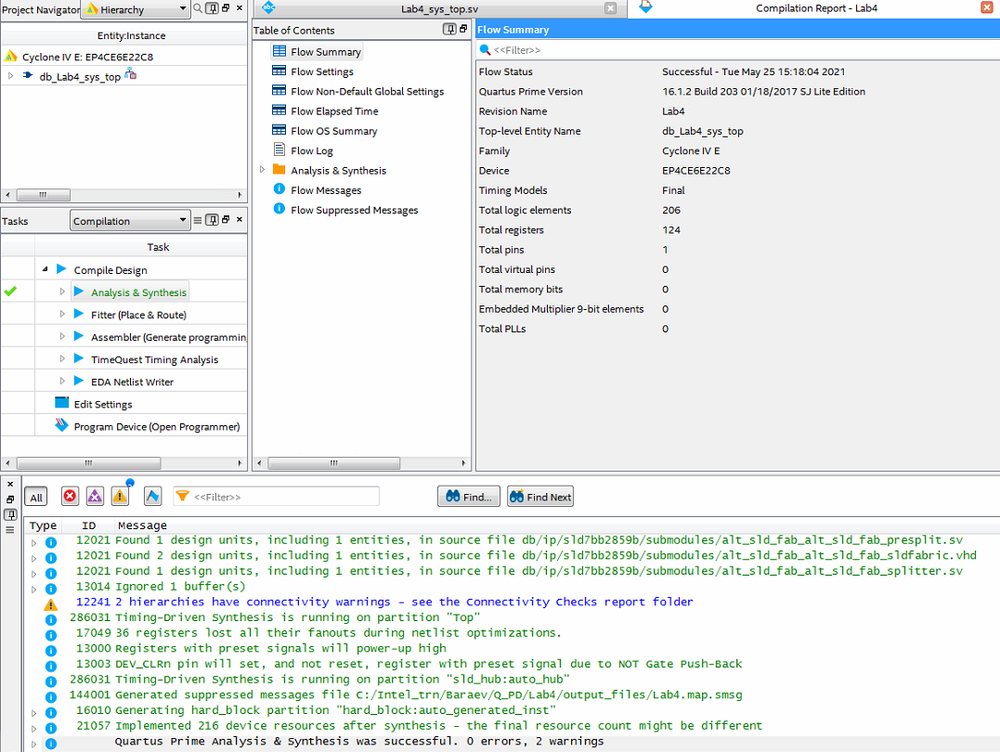 Project Navigator Hierarchy
Entity:Instance
Cyclone IV E: EP4CE6E22C8
db_Lab4_sys_top
Tasks Compilation
Task
Compile Design
Analysis & Synthesis
Fitter (Place & Route)
Assembler (Generate programmin
TimeQuest Timing Analysis
EDA Netlist Writer
Edit Settings
Program Device (Open Programmer)
Lab4_sys_top.sv
Compilation Report - Lab4
Table of Contents
Flow Summary
Flow Settings
Flow Non-Default Global Settings
Flow Elapsed Time
Flow OS Summary
Flow Log
Analysis & Synthesis
Flow Messages
Flow Suppressed Messages
Flow Summary
<<Filter>>
Flow Status Successful - Tue May 25 15:18:04 2021
Quartus Prime Version 16.1.2 Build 203 01/18/2017 SJ Lite Edition
Revision Name Lab4
Top-level Entity Name db_Lab4_sys_top
Family Cyclone IV E
Device EP4CE6E22C8
Timing Models Final
Total logic elements 206
Total registers 124
Total pins 1
Total virtual pins 0
Total memory bits 0
Embedded Multiplier 9-bit elements 0
Total PLLs 0
All <<Filter>> Find... Find Next
Type ID Message
12021 Found 1 design units, including 1 entities, in source file db/ip/sld7bb2859b/submodules/alt_sld_fab_alt_sld_fab_presplit.sv
12021 Found 2 design units, including 1 entities, in source file db/ip/sld7bb2859b/submodules/alt_sld_fab_alt_sld_fab_sldfabric.vhd
12021 Found 1 design units, including 1 entities, in source file db/ip/sld7bb2859b/submodules/alt_sld_fab_alt_sld_fab_splitter.sv
13014 Ignored 1 buffer(s)
12241 2 hierarchies have connectivity warnings - see the Connectivity Checks report folder
286031 Timing-Driven Synthesis is running on partition "Top"
17049 36 registers lost all their fanouts during netlist optimizations.
13000 Registers with preset signals will power-up high
13003 DEV_CLRn pin will set, and not reset, register with preset signal due to NOT Gate Push-Back
286031 Timing-Driven Synthesis is running on partition "sld_hub:auto_hub"
144001 Generated suppressed messages file C:/Intel_trn/Baraev/Q_PD/Lab4/output_files/Lab4.map.smsg
16010 Generating hard_block partition "hard_block:auto_generated_inst"
21057 Implemented 216 device resources after synthesis - the final resource count might be different
Quartus Prime Analysis & Synthesis was successful. 0 errors, 2 warnings